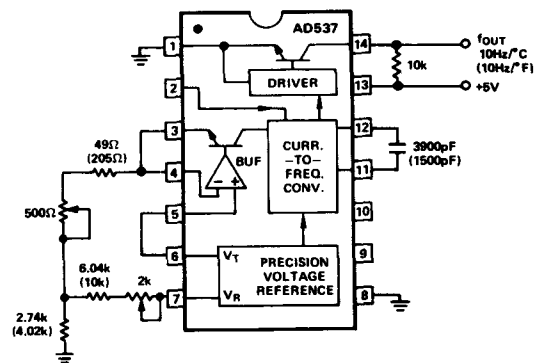 AD537
1
14
fOUT
10Hz/°C
(10Hz/°F)
10k
DRIVER
2
13
+5V
3
12
49Ω
(205Ω)
CURR.
–TO–
FREQ.
CONV.
3900pF
(1500pF)
BUF
4
11
– +
500Ω
5
10
6
VT
PRECISION
VOLTAGE
REFERENCE
9
6.04k
(10k)
2k
7
VR
8
2.74k
(4.02k)